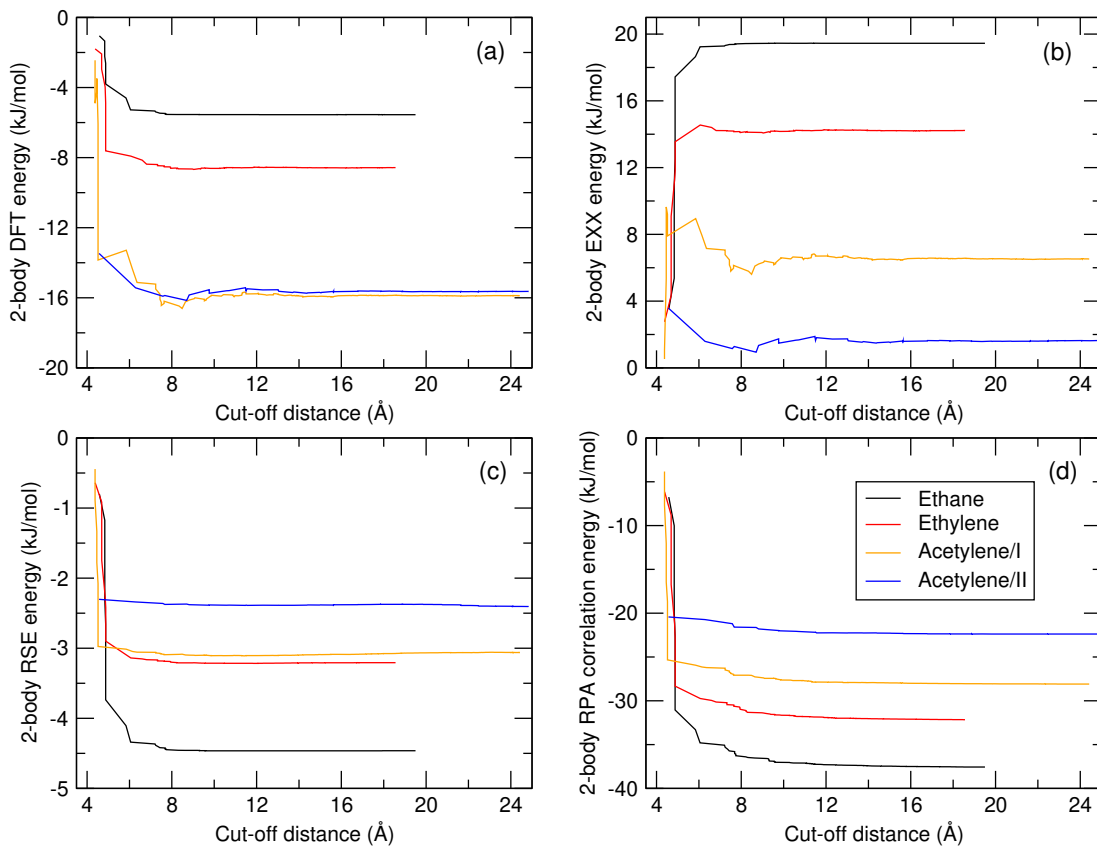 0
-4
-8
-12
-16
-20
2-body DFT energy (kJ/mol)
(a)
4 8 12 16 20 24
Cut-off distance (Å)
20
16
12
8
4
0
2-body EXX energy (kJ/mol)
(b)
4 8 12 16 20 24
Cut-off distance (Å)
0
-1
-2
-3
-4
-5
2-body RSE energy (kJ/mol)
(c)
4 8 12 16 20 24
Cut-off distance (Å)
0
-10
-20
-30
-40
2-body RPA correlation energy (kJ/mol)
(d)
Ethane
Ethylene
Acetylene/I
Acetylene/II
4 8 12 16 20 24
Cut-off distance (Å)